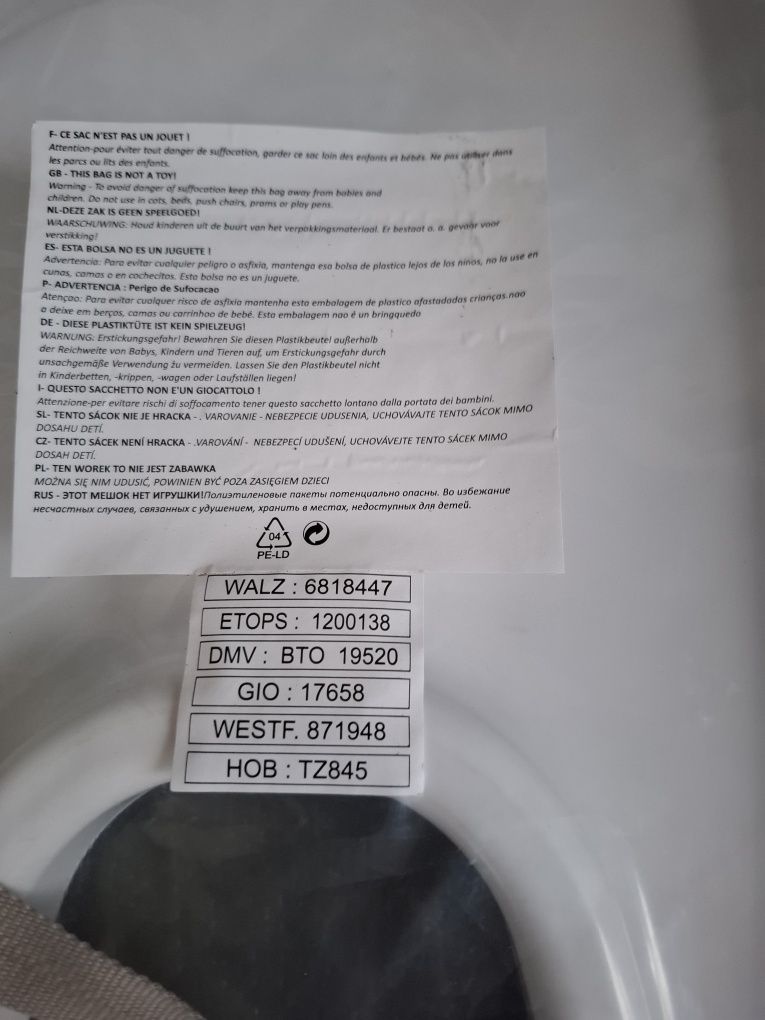 F- CE SAC N'EST PAS UN JOUET !
Attention-pour éviter tout danger de suffocation, garder ce sac loin des enfants et bébés. Ne pas utiliser dans
les parcs ou lits des enfants.
GB - THIS BAG IS NOT A TOY!
Warning - To avoid danger of suffocation keep this bag away from babies and
children. Do not use in cots, beds, push chairs, prams or play pens.
NL-DEZE ZAK IS GEEN SPEELGOED!
WAARSCHUWING: Houd kinderen uit de buurt van het verpakkingsmateriaal. Er bestaat o. a. gevaar voor
verstikking!
ES- ESTA BOLSA NO ES UN JUGUETE !
Advertencia: Para evitar cualquier peligro o asfixia, mantenga esa bolsa de plastico lejos de los ninos, no la use en
cunas, camas o en cochecitos. Esta bolsa no es un juguete.
P- ADVERTENCIA : Perigo de Sufocacao
Atençao: Para evitar cualquer risco de asfixia mantenha esta embalagem de plastico afastadadas crianças.nao
a deixe em berços, camas ou carrinhao de bebé. Esta embalagem nao é un bringquedo
DE - DIESE PLASTIKTÜTE IST KEIN SPIELZEUG!
WARNUNG: Erstickungsgefahr! Bewahren Sie diesen Plastikbeutel außerhalb
der Reichweite von Babys, Kindern und Tieren auf, um Erstickungsgefahr durch
unsachgemäße Verwendung zu vermeiden. Lassen Sie den Plastikbeutel nicht
in Kinderbetten, -krippen, -wagen oder Laufställen liegen!
I- QUESTO SACCHETTO NON E'UN GIOCATTOLO !
Attenzione-per evitare rischi di soffocamento tener questo sacchetto lontano dalla portata dei bambini.
SL- TENTO SÁCOK NIE JE HRACKA - . VAROVANIE - NEBEZPECIE UDUSENIA, UCHOVÁVAJTE TENTO SÁCOK MIMO
DOSAHU DETÍ.
CZ- TENTO SÁCEK NENÍ HRACKA - .VAROVÁNÍ - NEBEZPECÍ UDUŠENÍ, UCHOVÁVEJTE TENTO SÁCEK MIMO
DOSAH DETÍ.
PL- TEN WOREK TO NIE JEST ZABAWKA
MOŻNA SIĘ NIM UDUSIĆ, POWINIEN BYĆ POZA ZASIĘGIEM DZIECI
RUS - ЭТОТ МЕШОК НЕТ ИГРУШКИ!Полиэтиленовые пакеты потенциально опасны. Во избежание
несчастных случаев, связанных с удушением, хранить в местах, недоступных для детей.
04
PE-LD
WALZ : 6818447
ETOPS : 1200138
DMV : BTO 19520
GIO : 17658
WESTF. 871948
HOB : TZ845